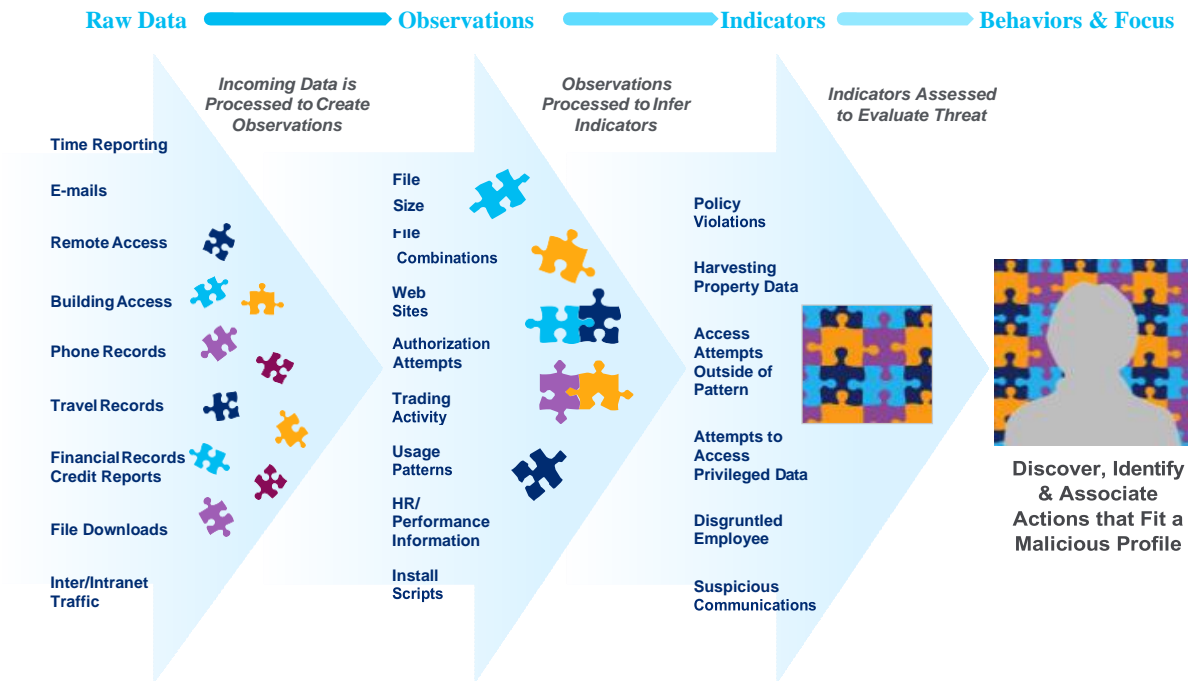 Raw Data
Observations
Indicators
Behaviors & Focus
Incoming Data is
Processed to Create
Observations
Observations
Processed to Infer
Indicators
Indicators Assessed
to Evaluate Threat
Time Reporting
E-mails
Remote Access
Building Access
Phone Records
Travel Records
Financial Records
Credit Reports
File Downloads
Inter/Intranet
Traffic
File
Size
File
Combinations
Web
Sites
Authorization
Attempts
Trading
Activity
Usage
Patterns
HR/
Performance
Information
Install
Scripts
Policy
Violations
Harvesting
Property Data
Access
Attempts
Outside of
Pattern
Attempts to
Access
Privileged Data
Disgruntled
Employee
Suspicious
Communications
Discover, Identify
& Associate
Actions that Fit a
Malicious Profile